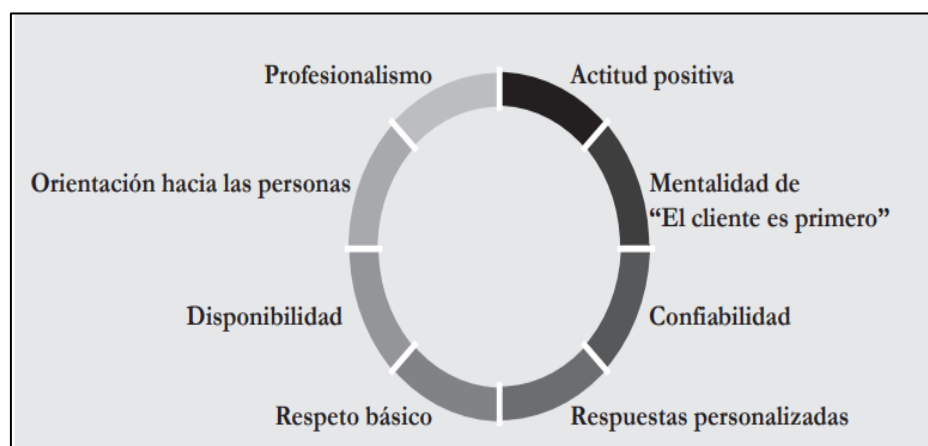 Profesionalismo
Actitud positiva
Orientación hacia las personas
Mentalidad de
“El cliente es primero”
Disponibilidad
Confiabilidad
Respeto básico
Respuestas personalizadas